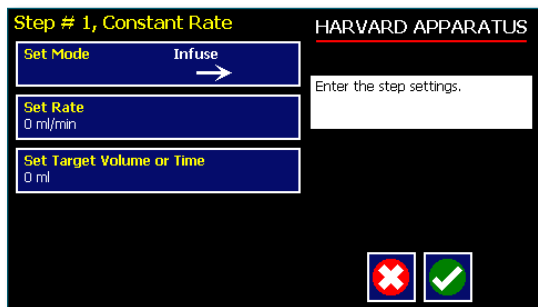 Step # 1, Constant Rate
HARVARD APPARATUS
Set Mode Infuse
Enter the step settings.
Set Rate
0 ml/min
Set Target Volume or Time
0 ml